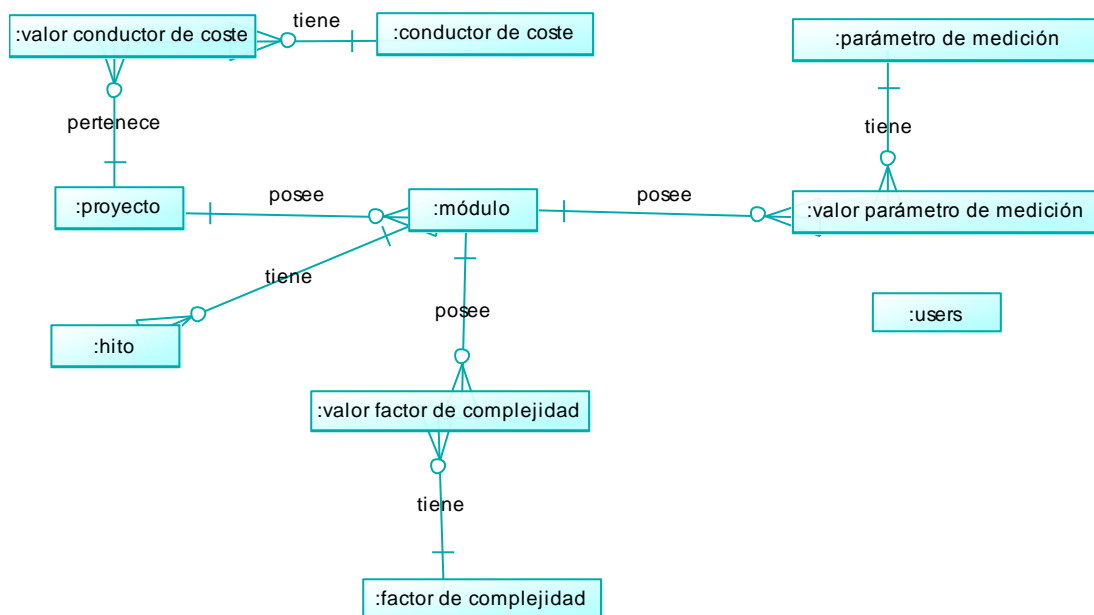 tiene
:valor conductor de coste
:conductor de coste
:parámetro de medición
pertenece
tiene
:proyecto
posee
:módulo
posee
:valor parámetro de medición
tiene
posee
:users
:hito
:valor factor de complejidad
tiene
:factor de complejidad